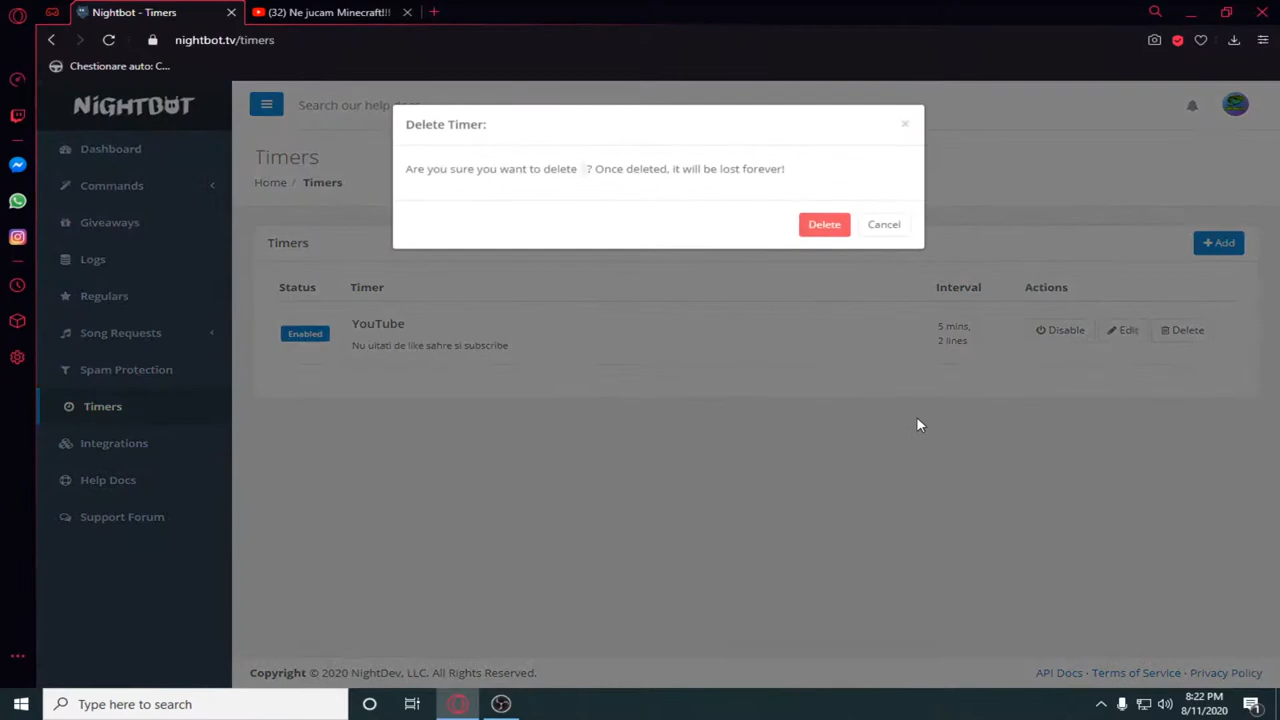 Nightbot - Timers
(32) Ne jucam Minecraft!!!
nightbot.tv/timers
Chestionare auto: C...
NIGHTBOT
Search our help docs
Delete Timer:
Dashboard
Timers
Are you sure you want to delete ? Once deleted, it will be lost forever!
Commands
Home / Timers
Giveaways
Delete
Cancel
Timers
+ Add
Logs
Status
Timer
Interval
Actions
Regulars
Enabled
YouTube
Nu uitati de like sahre si subscribe
5 mins,
2 lines
Disable
Edit
Delete
Song Requests
Spam Protection
Timers
Integrations
Help Docs
Support Forum
Copyright © 2020 NightDev, LLC. All Rights Reserved.
API Docs · Terms of Service · Privacy Policy
Type here to search
8:22 PM
8/11/2020
1